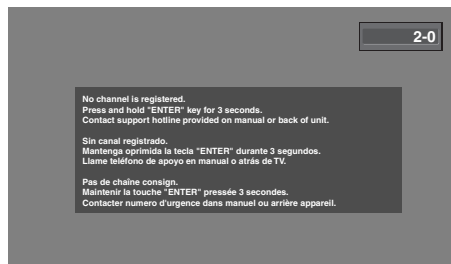 2-0
No channel is registered.
Press and hold "ENTER" key for 3 seconds.
Contact support hotline provided on manual or back of unit.
Sin canal registrado.
Mantenga oprimida la tecla "ENTER" durante 3 segundos.
Llame teléfono de apoyo en manual o atrás de TV.
Pas de chaîne consign.
Maintenir la touche "ENTER" pressée 3 secondes.
Contacter numero d'urgence dans manuel ou arrière appareil.